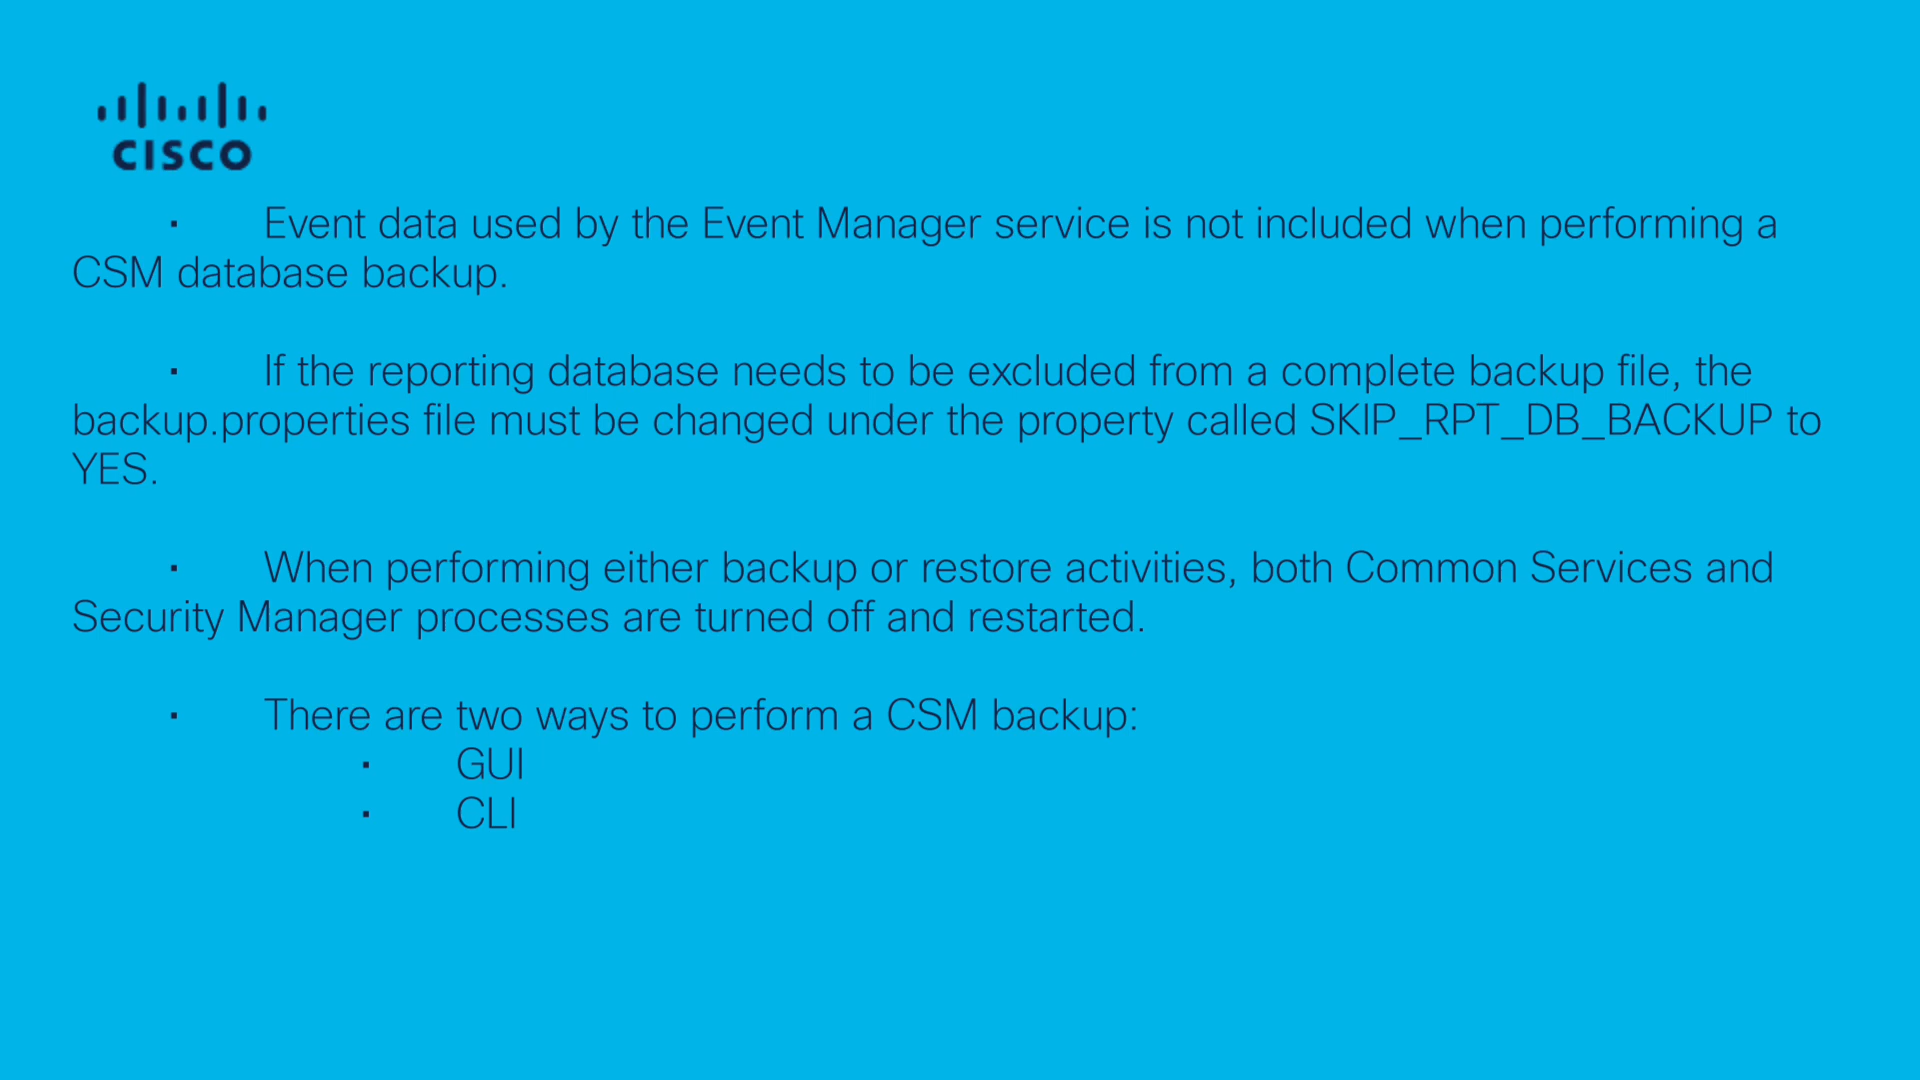 CISCO
· Event data used by the Event Manager service is not included when performing a
CSM database backup.
· If the reporting database needs to be excluded from a complete backup file, the
backup.properties file must be changed under the property called SKIP_RPT_DB_BACKUP to
YES.
· When performing either backup or restore activities, both Common Services and
Security Manager processes are turned off and restarted.
· There are two ways to perform a CSM backup:
· GUI
· CLI